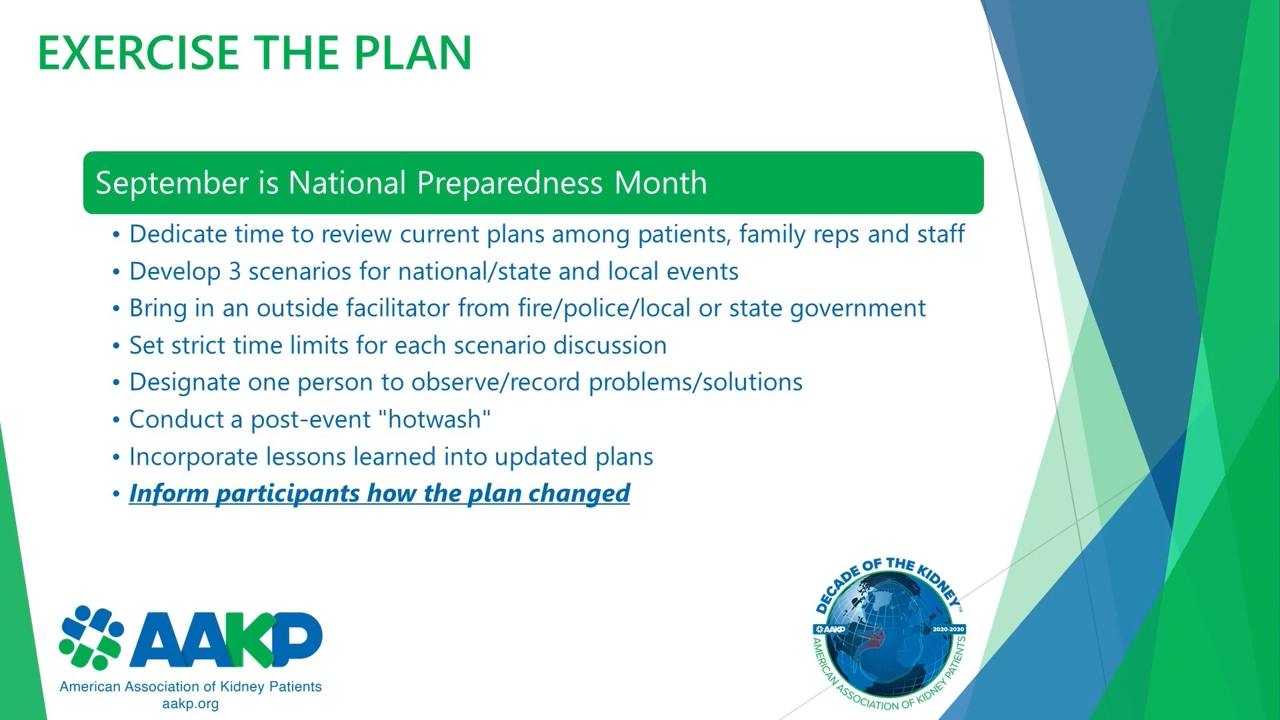 EXERCISE THE PLAN
September is National Preparedness Month
• Dedicate time to review current plans among patients, family reps and staff
• Develop 3 scenarios for national/state and local events
• Bring in an outside facilitator from fire/police/local or state government
• Set strict time limits for each scenario discussion
• Designate one person to observe/record problems/solutions
• Conduct a post-event "hotwash"
• Incorporate lessons learned into updated plans
• Inform participants how the plan changed
AAKP
American Association of Kidney Patients
aakp.org
DECADE OF THE KIDNEY™
AAKP
2020-2030
AMERICAN ASSOCIATION OF KIDNEY PATIENTS